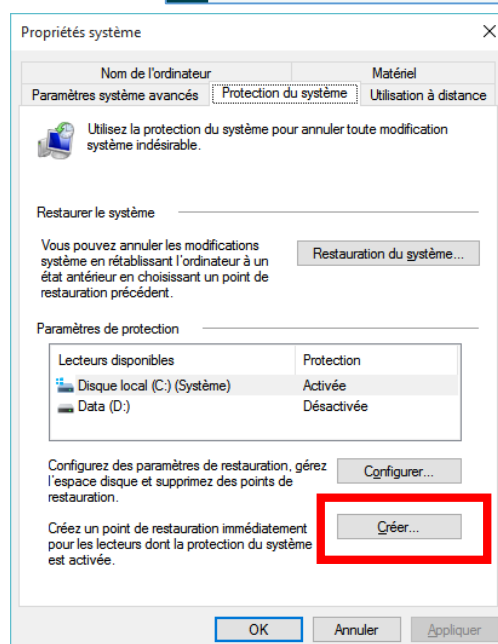 Propriétés système
Nom de l'ordinateur Matériel
Paramètres système avancés Protection du système Utilisation à distance
Utilisez la protection du système pour annuler toute modification
système indésirable.
Restaurer le système
Vous pouvez annuler les modifications
système en rétablissant l'ordinateur à un
état antérieur en choisissant un point de
restauration précédent.
Restauration du système...
Paramètres de protection
Lecteurs disponibles Protection
Disque local (C:) (Système) Activée
Data (D:) Désactivée
Configurez des paramètres de restauration, gérez
l'espace disque et supprimez des points de
restauration.
Configurer...
Créez un point de restauration immédiatement
pour les lecteurs dont la protection du système
est activée.
Créer...
OK Annuler Appliquer